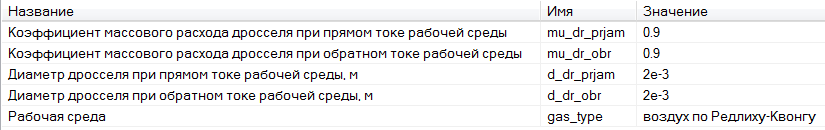 Название Имя Значение
Коэффициент массового расхода дросселя при прямом токе рабочей среды mu_dr_prjam 0.9
Коэффициент массового расхода дросселя при обратном токе рабочей среды mu_dr_obr 0.9
Диаметр дросселя при прямом токе рабочей среды, м d_dr_prjam 2e-3
Диаметр дросселя при обратном токе рабочей среды, м d_dr_obr 2e-3
Рабочая среда gas_type воздух по Редлиху-Квонгу